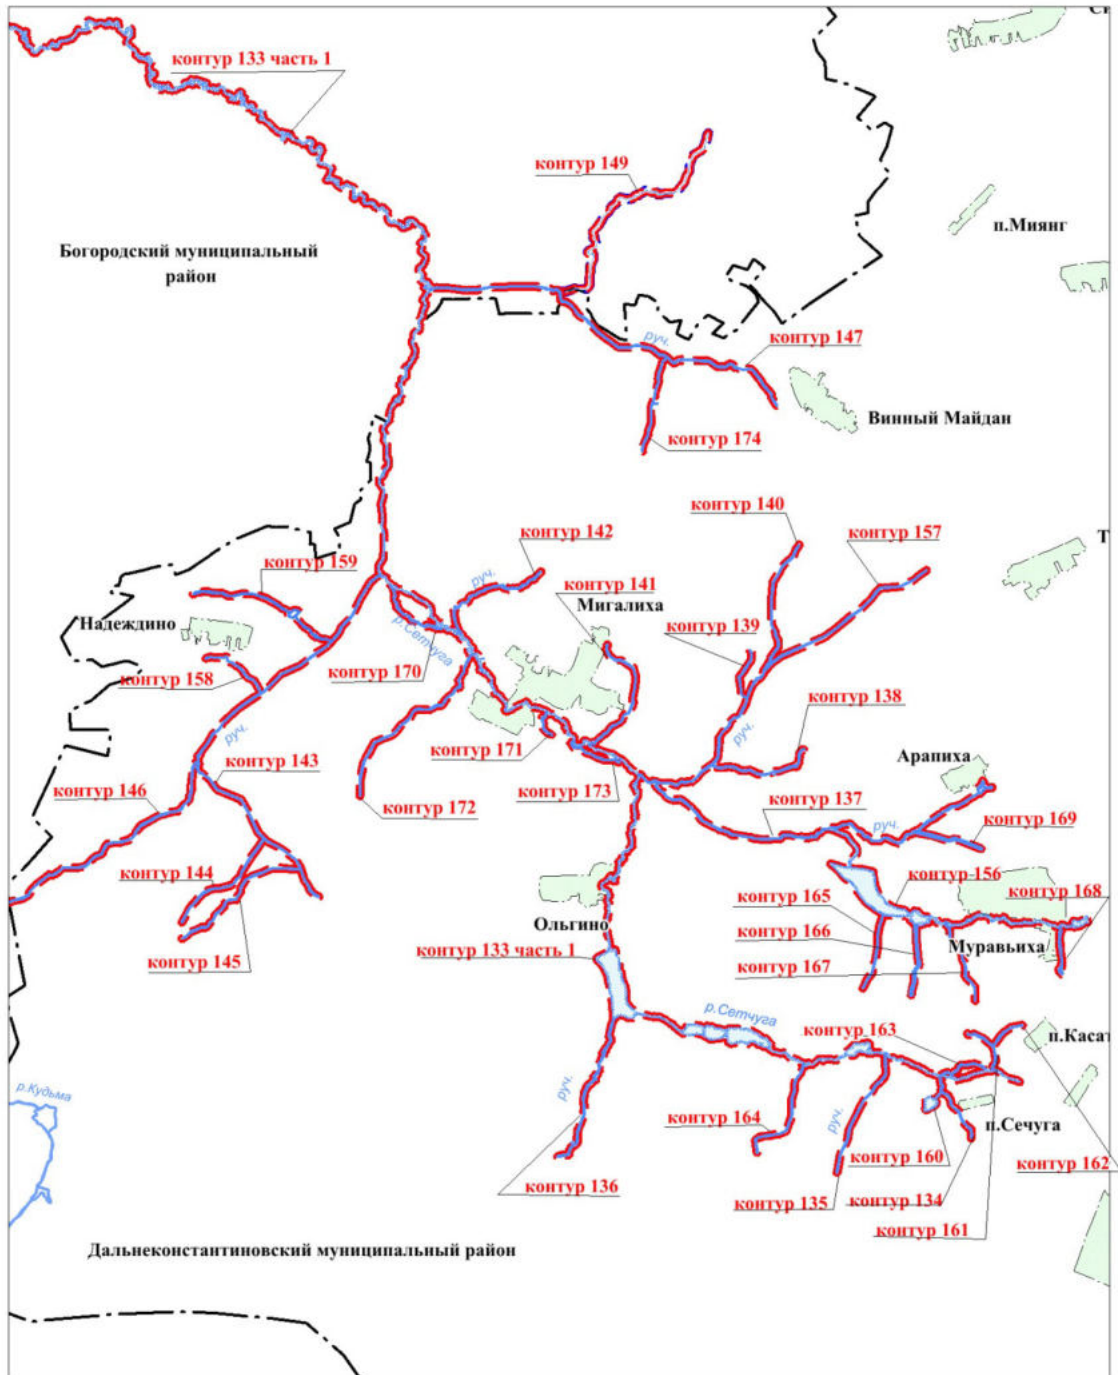 контур 133 часть 1
контур 149
п.Миянг
Богородский муниципальный
район
руч.
контур 147
Винный Майдан
контур 174
контур 140
контур 142
контур 157
контур 159
руч.
контур 141
Мигалиха
Надеждино
р.Сетчуга
контур 139
контур 158
контур 170
контур 138
руч.
руч.
контур 171
контур 143
Арапиха
контур 146
контур 173
контур 172
контур 137
руч.
контур 169
контур 144
контур 156
контур 165
контур 168
Ольгино
контур 166
контур 133 часть 1
Муравьиха
контур 145
контур 167
р.Сетчуга
контур 163
п.Касат
р.Кудьма
руч.
контур 164
руч.
п.Сечуга
контур 160
контур 162
контур 136
контур 135
контур 134
контур 161
Дальнеконстантиновский муниципальный район